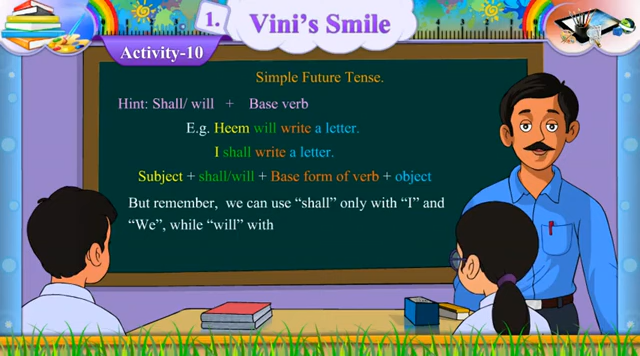 1.
Vini's Smile
Activity-10
Simple Future Tense.
Hint: Shall/ will + Base verb
E.g. Heem will write a letter.
I shall write a letter.
Subject + shall/will + Base form of verb + object
But remember, we can use “shall” only with “I” and
“We”, while “will” with